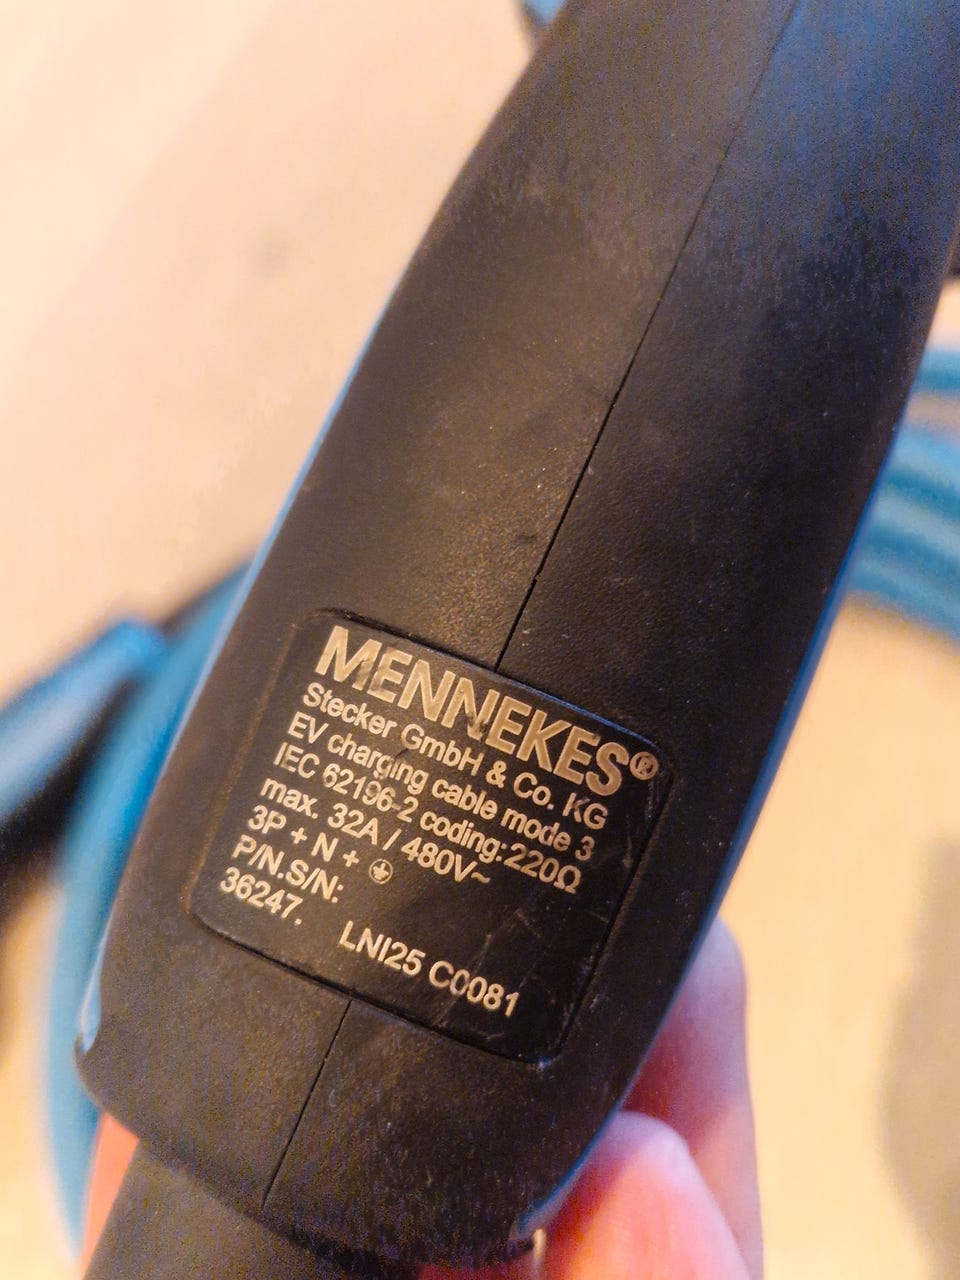 MENNEKES®
Stecker GmbH & Co. KG
EV charging cable mode 3
IEC 62196-2 coding:220Ω
max. 32A / 480V~
3P + N + ⏚
P/N.S/N:
36247.
LNI25 C0081